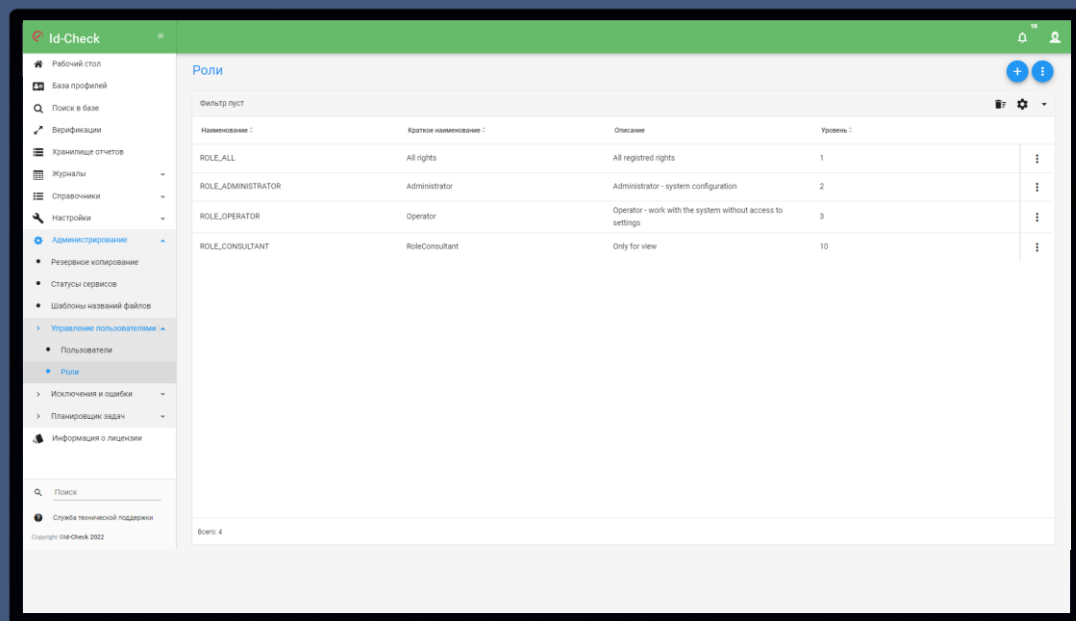 Id-Check
10
Рабочий стол
База профилей
Поиск в базе
Верификации
Хранилище отчетов
Журналы
Справочники
Настройки
Администрирование
Резервное копирование
Статусы сервисов
Шаблоны названий файлов
Управление пользователями
Пользователи
Роли
Исключения и ошибки
Планировщик задач
Информация о лицензии
Поиск
Служба технической поддержки
Copyright ©Id-Check 2022
Роли
Фильтр пуст
Наименование Краткое наименование Описание Уровень
ROLE_ALL All rights All registred rights 1
ROLE_ADMINISTRATOR Administrator Administrator - system configuration 2
ROLE_OPERATOR Operator Operator - work with the system without access to 3
settings
ROLE_CONSULTANT RoleConsultant Only for view 10
Всего: 4